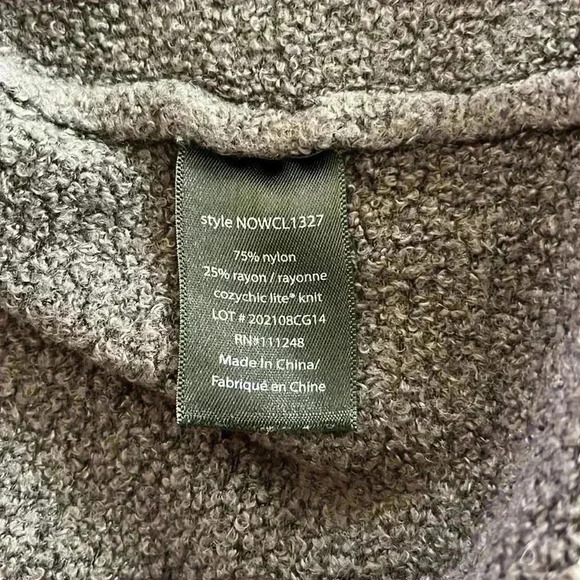 style NOWCL1327
75% nylon
25% rayon / rayonne
cozychic lite® knit
LOT # 202108CG14
RN#111248
Made in China/
Fabriqué en Chine